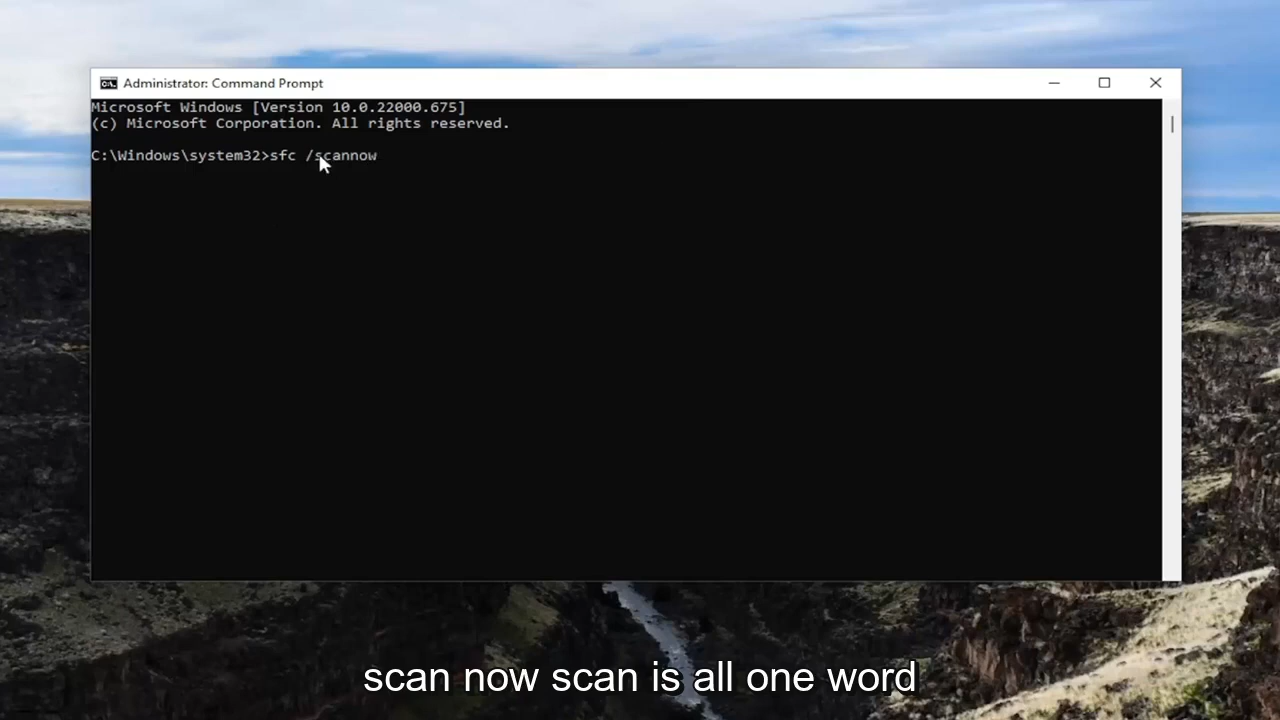 Administrator: Command Prompt
Microsoft Windows [Version 10.0.22000.675]
(c) Microsoft Corporation. All rights reserved.
C:\Windows\system32>sfc /scannow
scan now scan is all one word